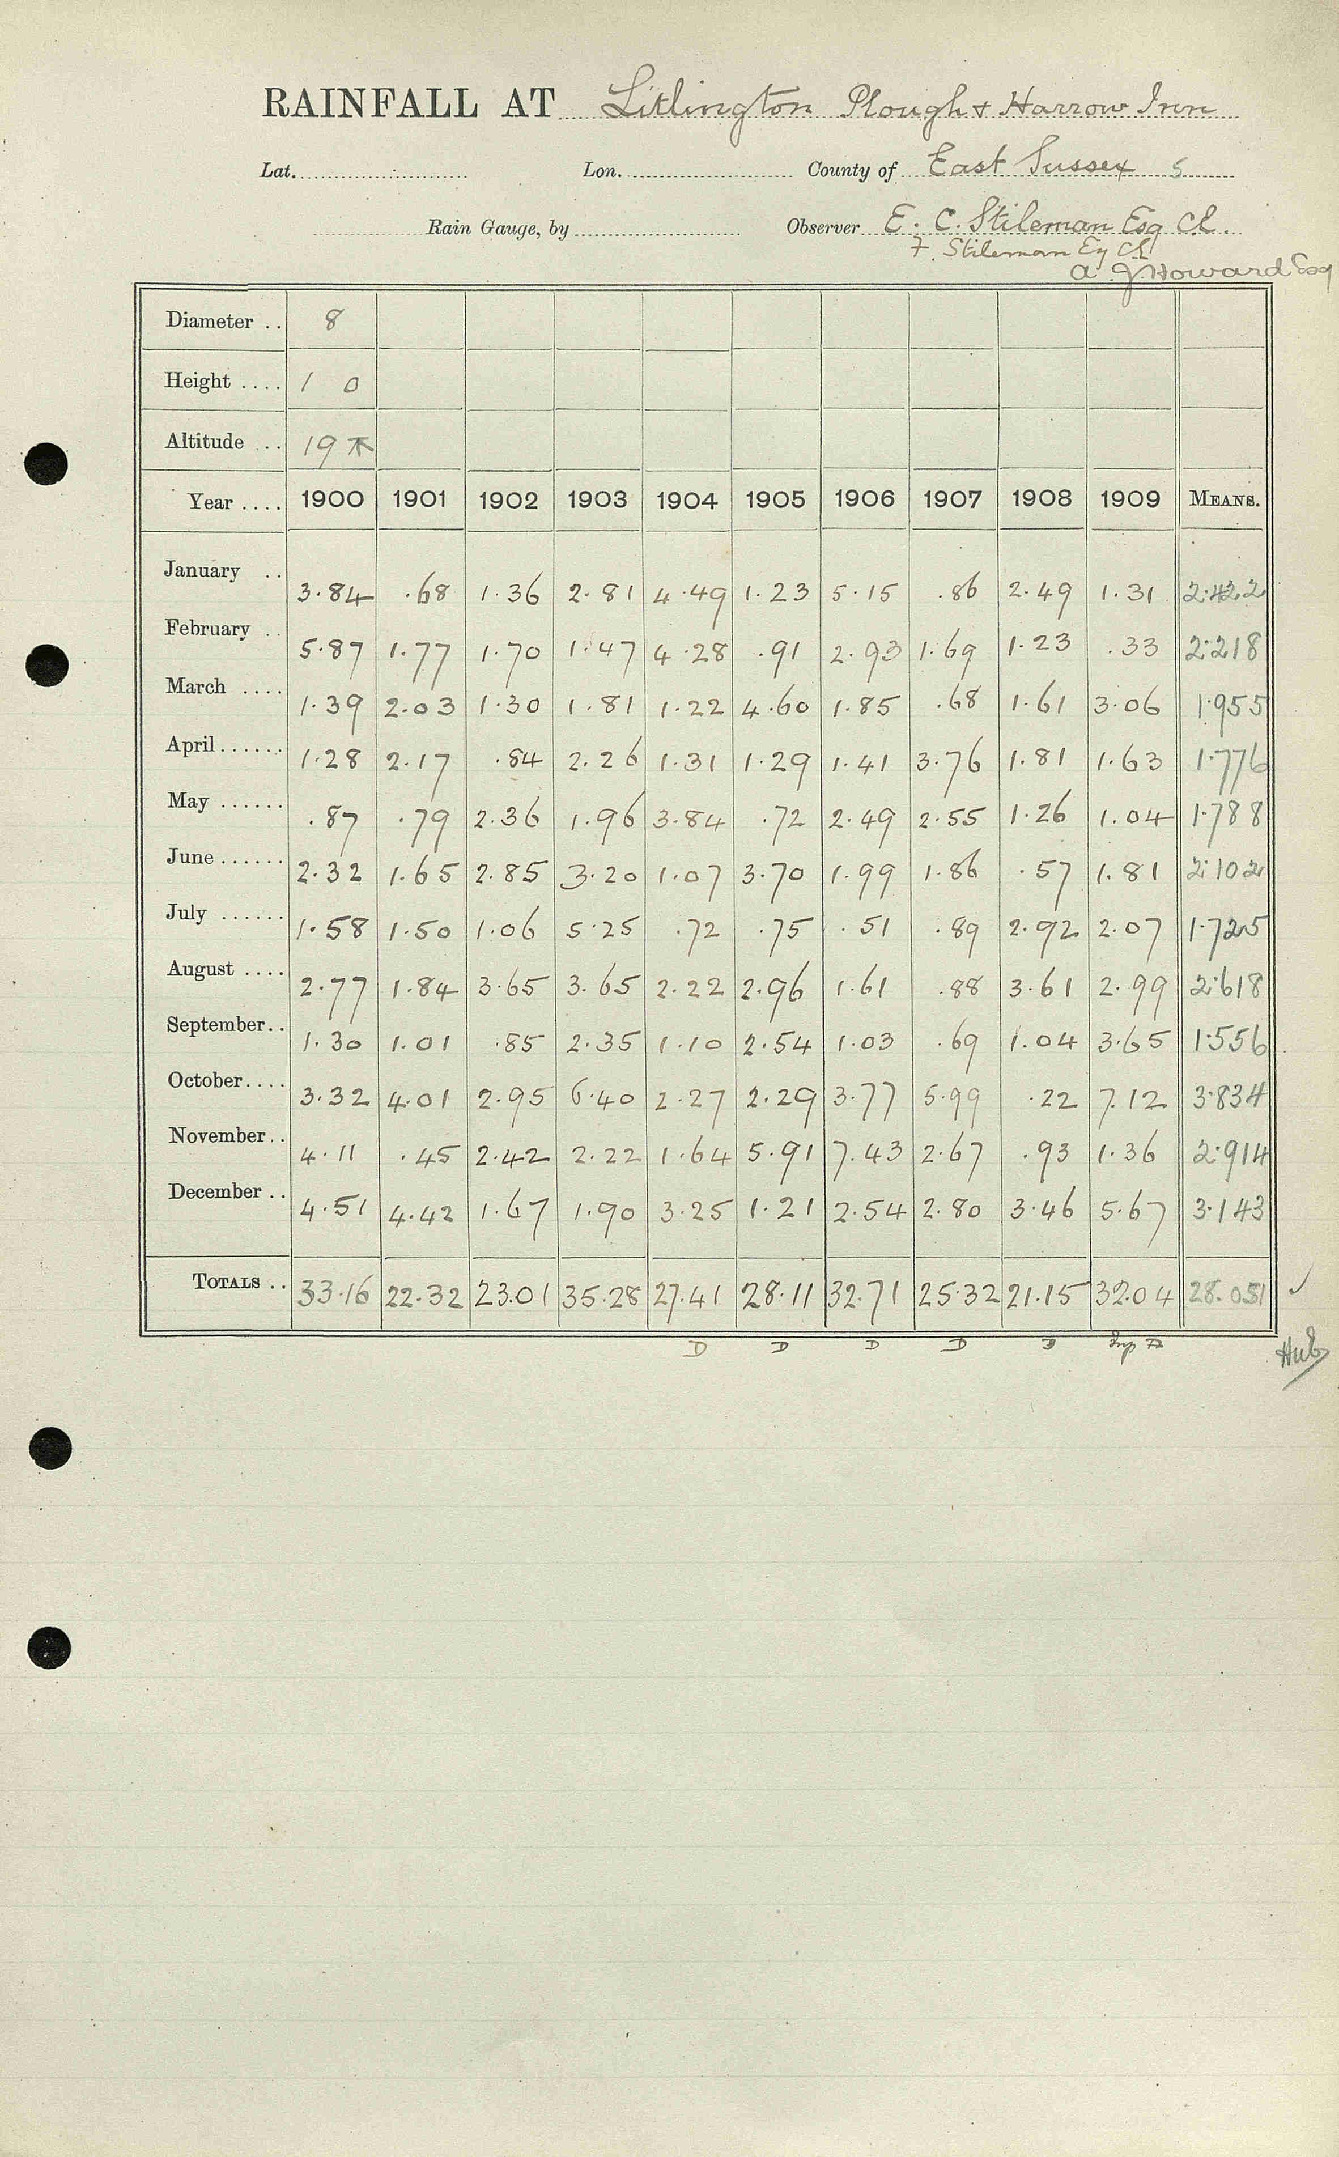 RAINFALL AT Litlington Plough & Harrow Inn
Lat. Lon. County of East Sussex 5
Rain Gauge, by Observer E. C. Stileman Esq C.E.
F. Stileman Esq C.E.
A. J. Howard Esq
Diameter .. 8
Height .... 1 0
Altitude ... 19
Year .... 1900 1901 1902 1903 1904 1905 1906 1907 1908 1909 MEANS.
January .. 3.84 .68 1.36 2.81 4.49 1.23 5.15 .86 2.49 1.31 2.422
February .. 5.87 1.77 1.70 1.47 4.28 .91 2.93 1.69 1.23 .33 2.218
March .... 1.39 2.03 1.30 1.81 1.22 4.60 1.85 .68 1.61 3.06 1.955
April ...... 1.28 2.17 .84 2.26 1.31 1.29 1.41 3.76 1.81 1.63 1.776
May ...... .87 .79 2.36 1.96 3.84 .72 2.49 2.55 1.26 1.04 1.788
June ...... 2.32 1.65 2.85 3.20 1.07 3.70 1.99 1.86 .57 1.81 2.102
July ...... 1.58 1.50 1.06 5.25 .72 .75 .51 .89 2.92 2.07 1.725
August .... 2.77 1.84 3.65 3.65 2.22 2.96 1.61 .88 3.61 2.99 2.618
September.. 1.30 1.01 .85 2.35 1.10 2.54 1.03 .69 1.04 3.65 1.556
October.... 3.32 4.01 2.95 6.40 2.27 2.29 3.77 5.99 .22 7.12 3.834
November.. 4.11 .45 2.42 2.22 1.64 5.91 7.43 2.67 .93 1.36 2.914
December .. 4.51 4.42 1.67 1.90 3.25 1.21 2.54 2.80 3.46 5.67 3.143
TOTALS .. 33.16 22.32 23.01 35.28 27.41 28.11 32.71 25.32 21.15 32.04 28.051
D D D D D D